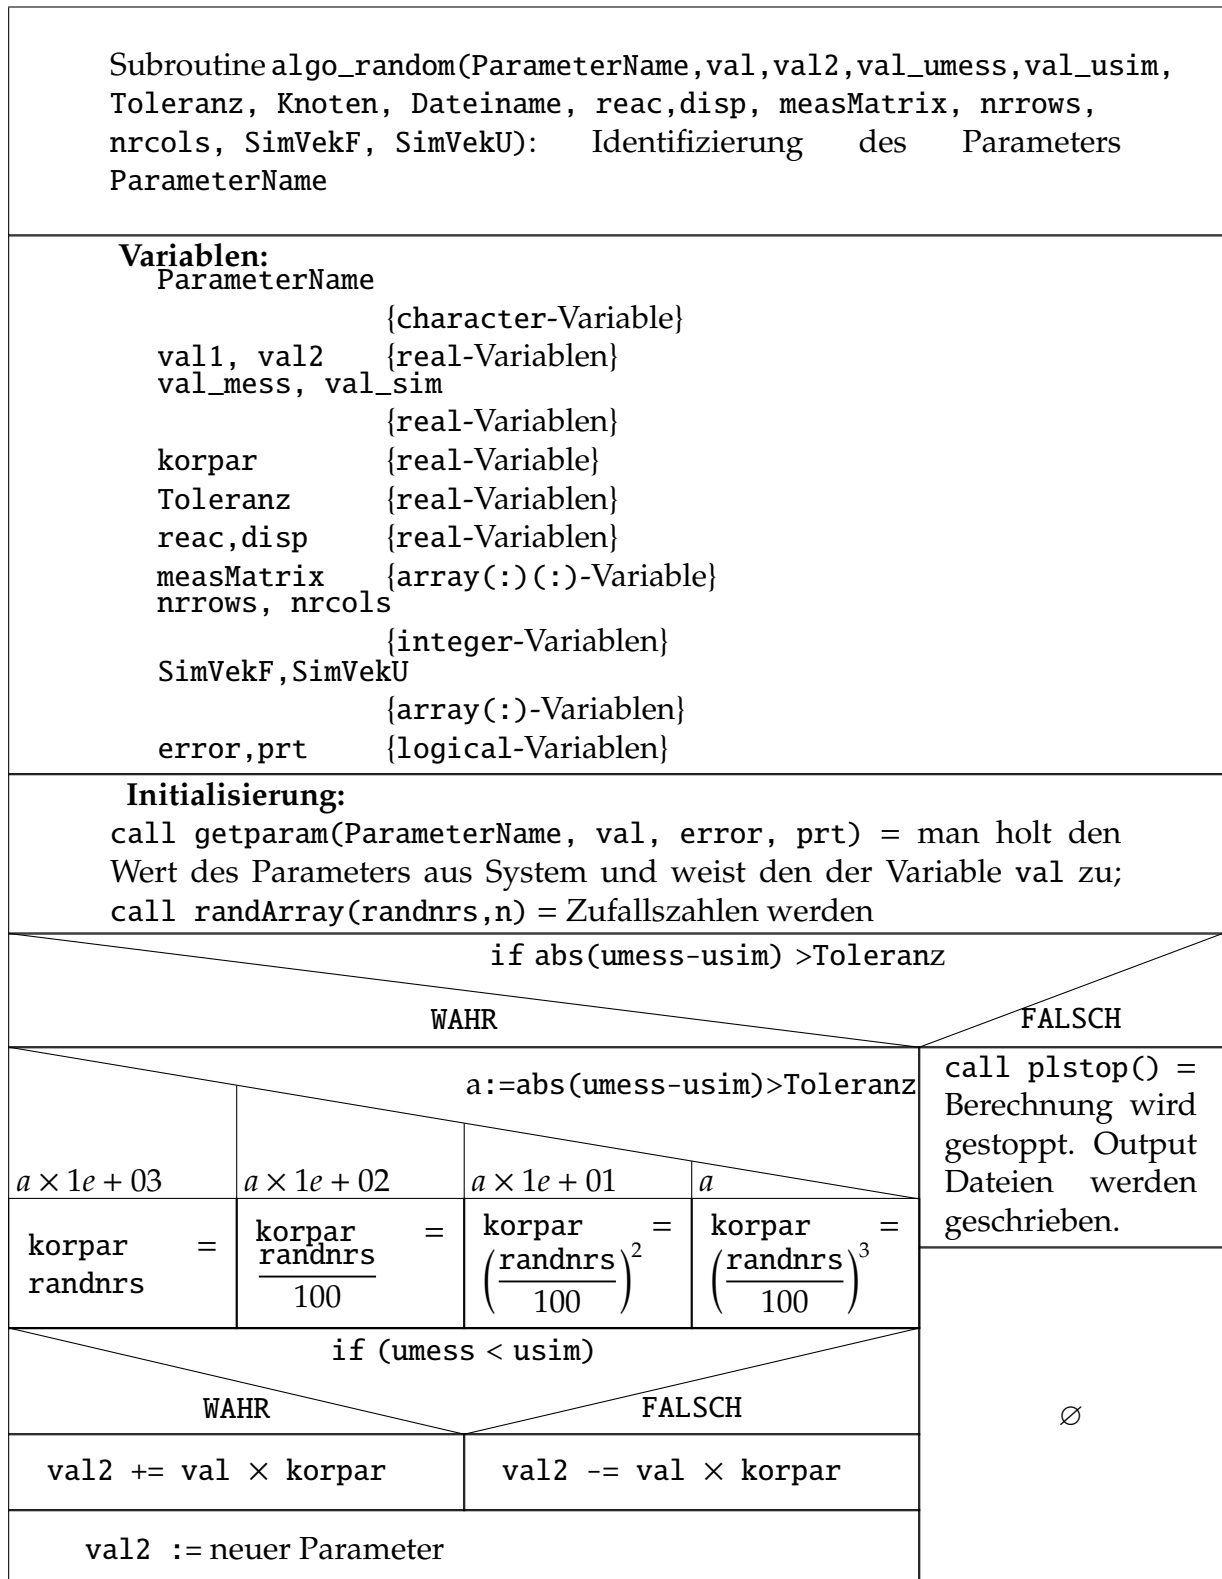 Subroutine algo_random(ParameterName,val,val2,val_umess,val_usim,
Toleranz, Knoten, Dateiname, reac,disp, measMatrix, nrrows,
nrcols, SimVekF, SimVekU): Identifizierung des Parameters
ParameterName
Variablen:
ParameterName
{character-Variable}
val1, val2 {real-Variablen}
val_mess, val_sim
{real-Variablen}
korpar {real-Variable}
Toleranz {real-Variablen}
reac,disp {real-Variablen}
measMatrix {array(:)(:)-Variable}
nrrows, nrcols
{integer-Variablen}
SimVekF,SimVekU
{array(:)-Variablen}
error,prt {logical-Variablen}
Initialisierung:
call getparam(ParameterName, val, error, prt) = man holt den
Wert des Parameters aus System und weist den der Variable val zu;
call randArray(randnrs,n) = Zufallszahlen werden
if abs(umess-usim) >Toleranz
WAHR FALSCH
a:=abs(umess-usim)>Toleranz
a × 1e + 03 a × 1e + 02 a × 1e + 01 a
call plstop() =
Berechnung wird
gestoppt. Output
Dateien werden
geschrieben.
korpar =
randnrs
korpar =
randnrs
100
korpar =
(randnrs
100)²
korpar =
(randnrs
100)³
if (umess < usim)
WAHR FALSCH
∅
val2 += val × korpar val2 -= val × korpar
val2 := neuer Parameter